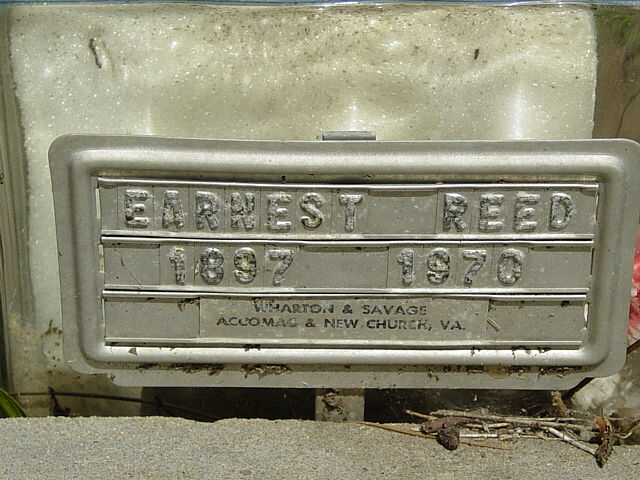 EARNEST REED
1897 1970
WHARTON & SAVAGE
ACCOMAC & NEW CHURCH, VA.